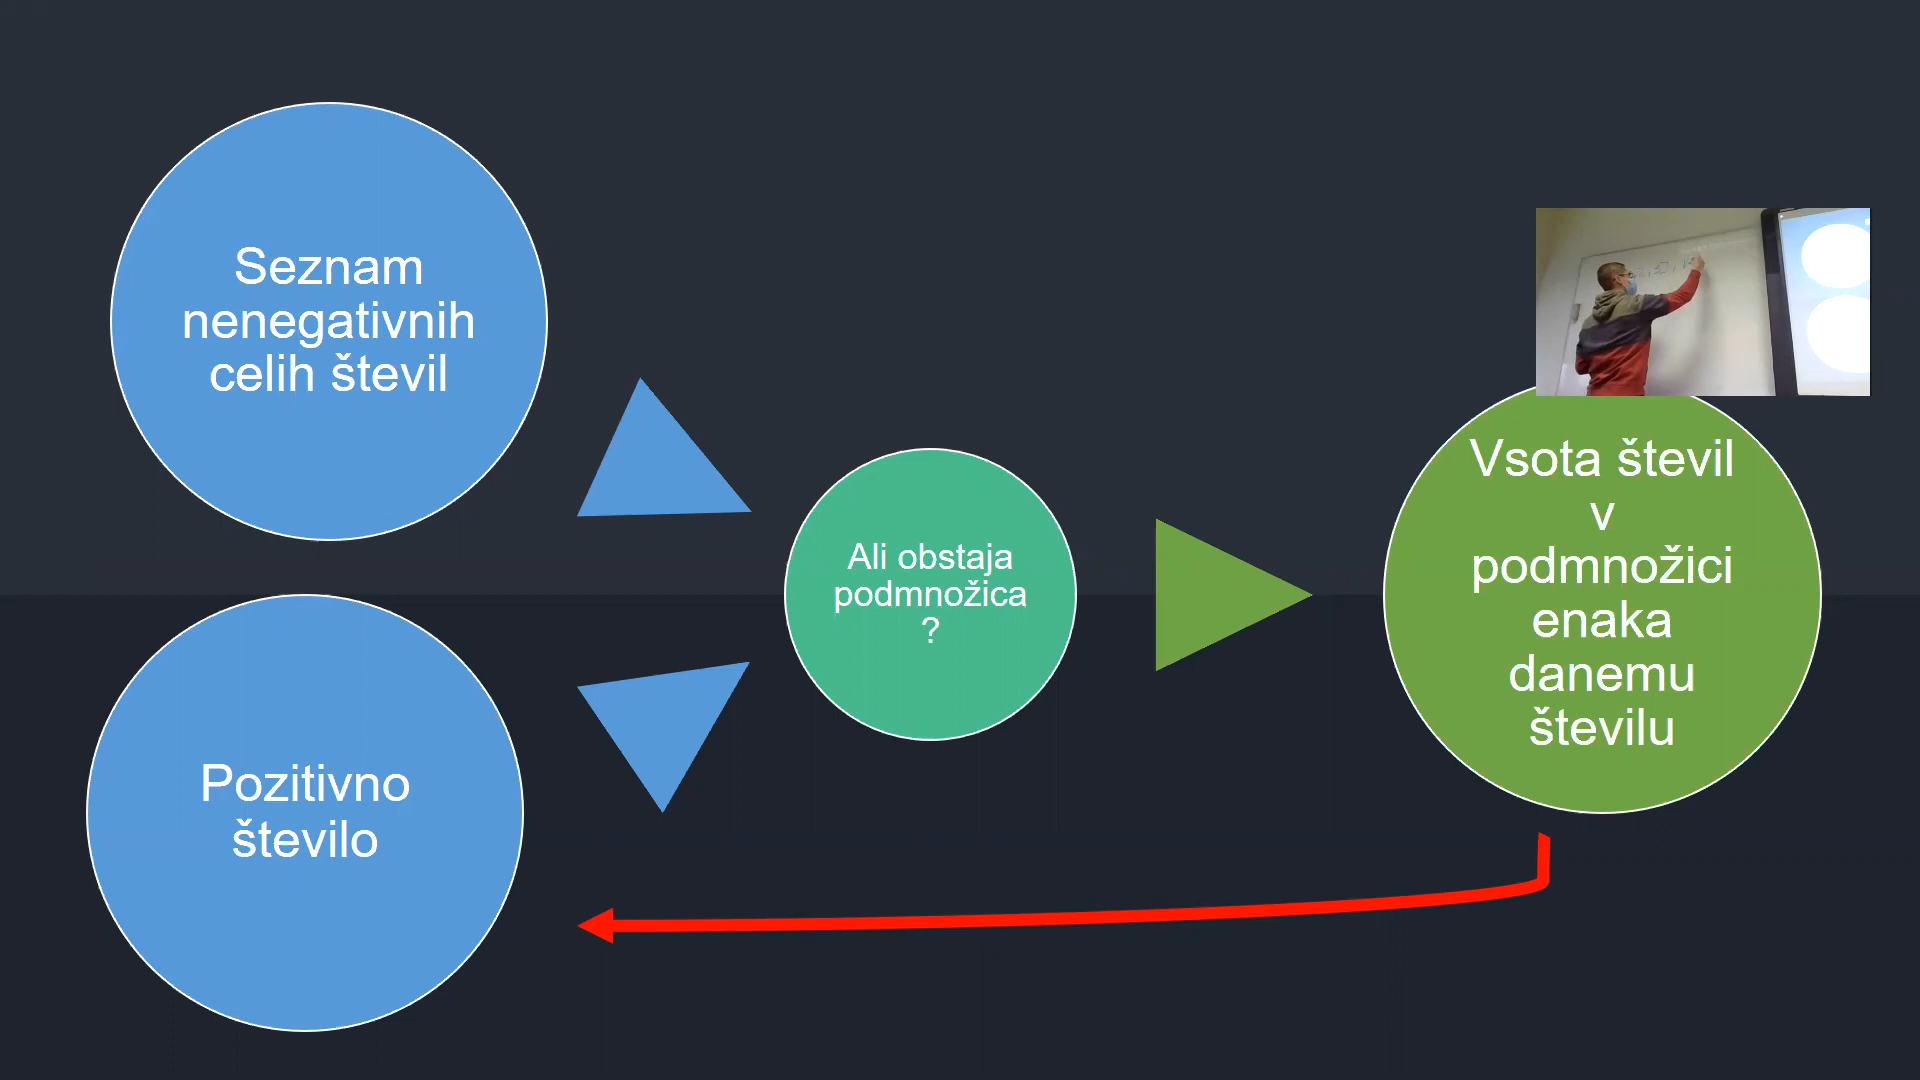 Seznam
nenegativnih
celih števil
Pozitivno
število
Ali obstaja
podmnožica
?
Vsota števil
v
podmnožici
enaka
danemu
številu